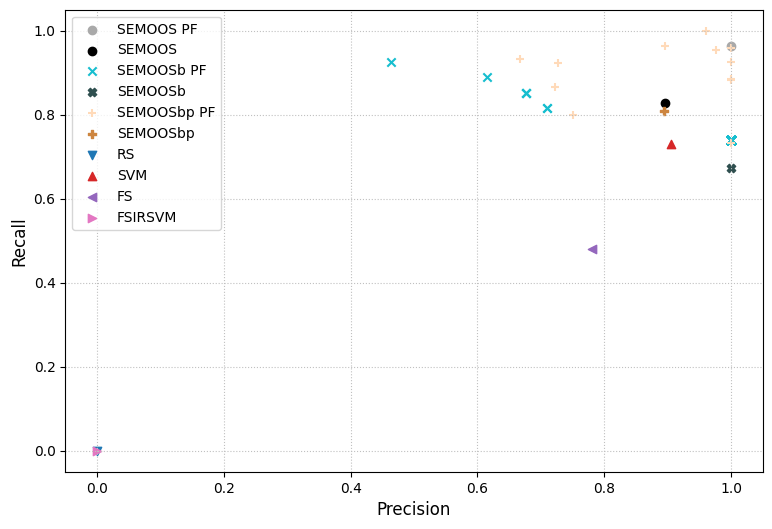 SEMOOS PF
SEMOOS
SEMOOSb PF
SEMOOSb
SEMOOSbp PF
SEMOOSbp
RS
SVM
FS
FSIRSVM
1.0
0.8
0.6
0.4
0.2
0.0
Recall
0.0 0.2 0.4 0.6 0.8 1.0
Precision